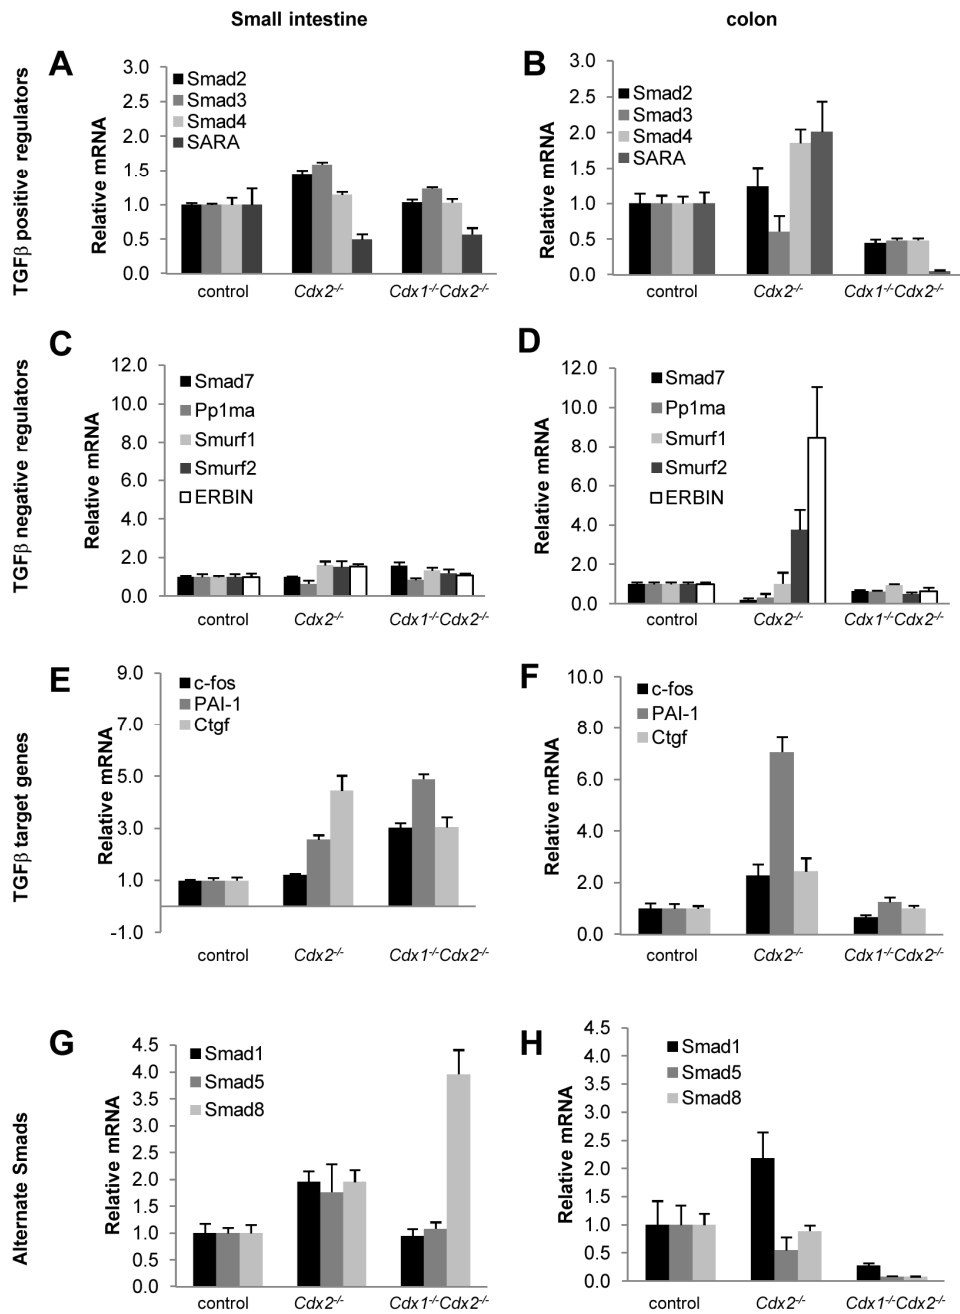 Small intestine
colon
TGFβ positive regulators
A
Relative mRNA
3.0
2.5
2.0
1.5
1.0
0.5
0.0
Smad2
Smad3
Smad4
SARA
control
Cdx2-/-
Cdx1-/-Cdx2-/-
B
Relative mRNA
3.0
2.5
2.0
1.5
1.0
0.5
0.0
Smad2
Smad3
Smad4
SARA
control
Cdx2-/-
Cdx1-/-Cdx2-/-
TGFβ negative regulators
C
Relative mRNA
12.0
10.0
8.0
6.0
4.0
2.0
0.0
Smad7
Pp1ma
Smurf1
Smurf2
ERBIN
control
Cdx2-/-
Cdx1-/-Cdx2-/-
D
Relative mRNA
12.0
10.0
8.0
6.0
4.0
2.0
0.0
Smad7
Pp1ma
Smurf1
Smurf2
ERBIN
control
Cdx2-/-
Cdx1-/-Cdx2-/-
TGFβ target genes
E
Relative mRNA
9.0
7.0
5.0
3.0
1.0
-1.0
c-fos
PAI-1
Ctgf
control
Cdx2-/-
Cdx1-/-Cdx2-/-
F
Relative mRNA
10.0
8.0
6.0
4.0
2.0
0.0
c-fos
PAI-1
Ctgf
control
Cdx2-/-
Cdx1-/-Cdx2-/-
Alternate Smads
G
Relative mRNA
4.5
4.0
3.5
3.0
2.5
2.0
1.5
1.0
0.5
0.0
Smad1
Smad5
Smad8
control
Cdx2-/-
Cdx1-/-Cdx2-/-
H
Relative mRNA
4.5
4.0
3.5
3.0
2.5
2.0
1.5
1.0
0.5
0.0
Smad1
Smad5
Smad8
control
Cdx2-/-
Cdx1-/-Cdx2-/-